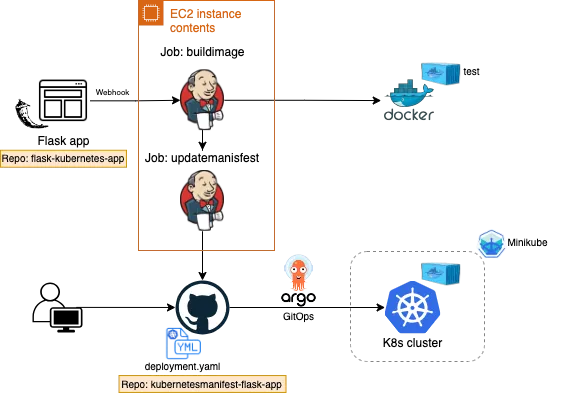 EC2 instance
contents
Job: buildimage
test
Webhook
docker
Flask app
Repo: flask-kubernetes-app
Job: updatemanisfest
Minikube
argo
GitOps
K8s cluster
YML
deployment.yaml
Repo: kubernetesmanifest-flask-app